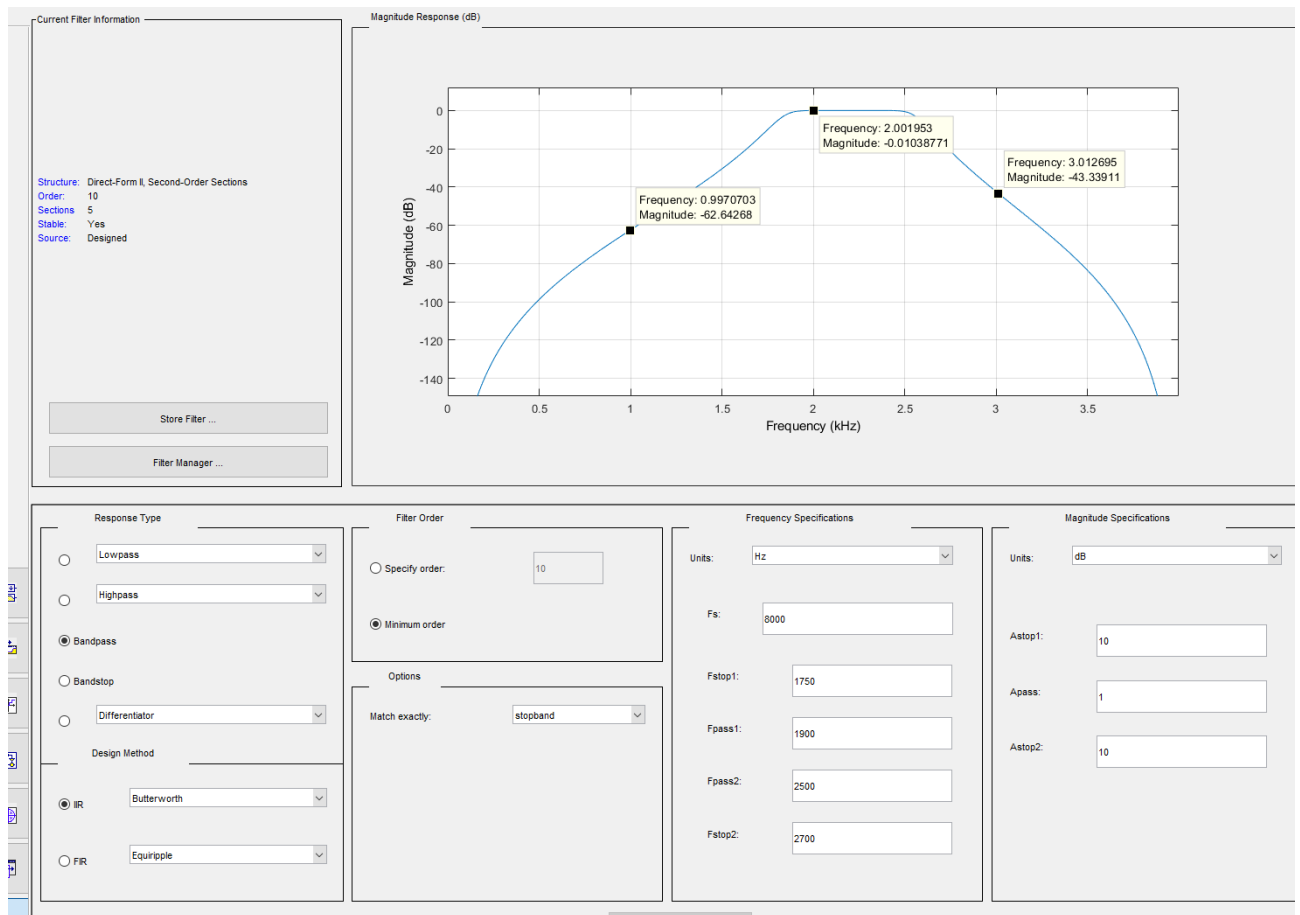 Current Filter Information
Structure: Direct-Form II, Second-Order Sections
Order: 10
Sections 5
Stable: Yes
Source: Designed
Store Filter ...
Filter Manager ...
Magnitude Response (dB)
Magnitude (dB)
0
-20
-40
-60
-80
-100
-120
-140
Frequency: 0.9970703
Magnitude: -62.64268
Frequency: 2.001953
Magnitude: -0.01038771
Frequency: 3.012695
Magnitude: -43.33911
0 0.5 1 1.5 2 2.5 3 3.5
Frequency (kHz)
Response Type
Lowpass
Highpass
Bandpass
Bandstop
Differentiator
Design Method
IIR Butterworth
FIR Equiripple
Filter Order
Specify order: 10
Minimum order
Options
Match exactly: stopband
Frequency Specifications
Units: Hz
Fs: 8000
Fstop1: 1750
Fpass1: 1900
Fpass2: 2500
Fstop2: 2700
Magnitude Specifications
Units: dB
Astop1: 10
Apass: 1
Astop2: 10